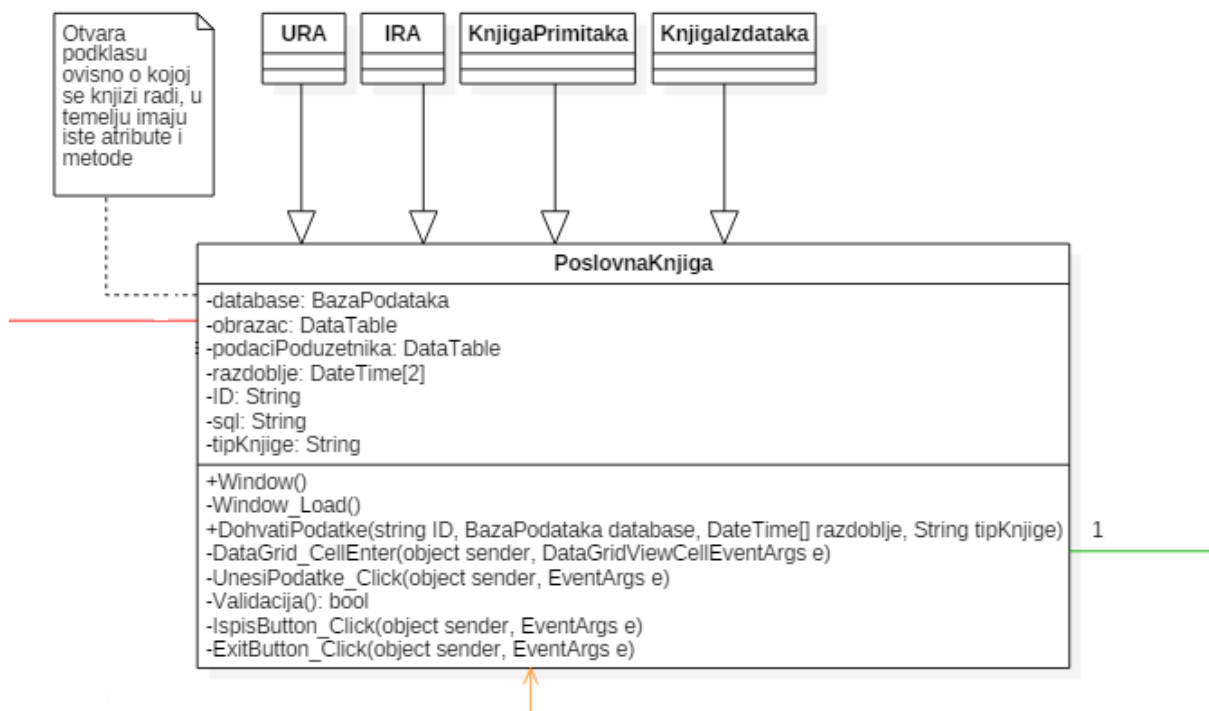 Otvara
podklasu
ovisno o kojoj
se knjizi radi, u
temelju imaju
iste atribute i
metode
URA
IRA
KnjigaPrimitaka
KnjigaIzdataka
PoslovnaKnjiga
-database: BazaPodataka
-obrazac: DataTable
-podaciPoduzetnika: DataTable
-razdoblje: DateTime[2]
-ID: String
-sql: String
-tipKnjige: String
+Window()
-Window_Load()
+DohvatiPodatke(string ID, BazaPodataka database, DateTime[] razdoblje, String tipKnjige)
-DataGrid_CellEnter(object sender, DataGridViewCellEventArgs e)
-UnesiPodatke_Click(object sender, EventArgs e)
-Validacija(): bool
-IspisButton_Click(object sender, EventArgs e)
-ExitButton_Click(object sender, EventArgs e)
1